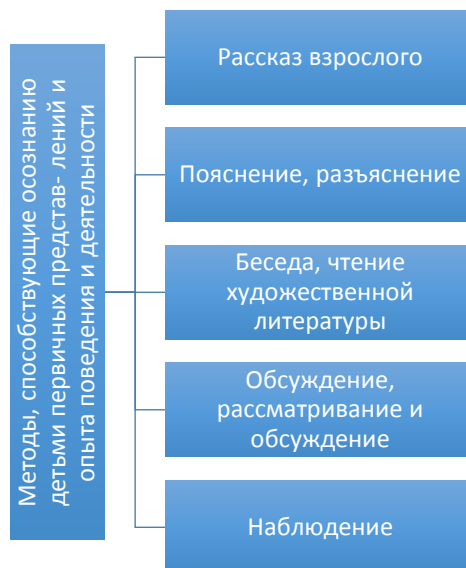 Методы, способствующие осознанию
детьми первичных представ- лений и
опыта поведения и деятельности
Рассказ взрослого
Пояснение, разъяснение
Беседа, чтение
художественной
литературы
Обсуждение,
рассматривание и
обсуждение
Наблюдение